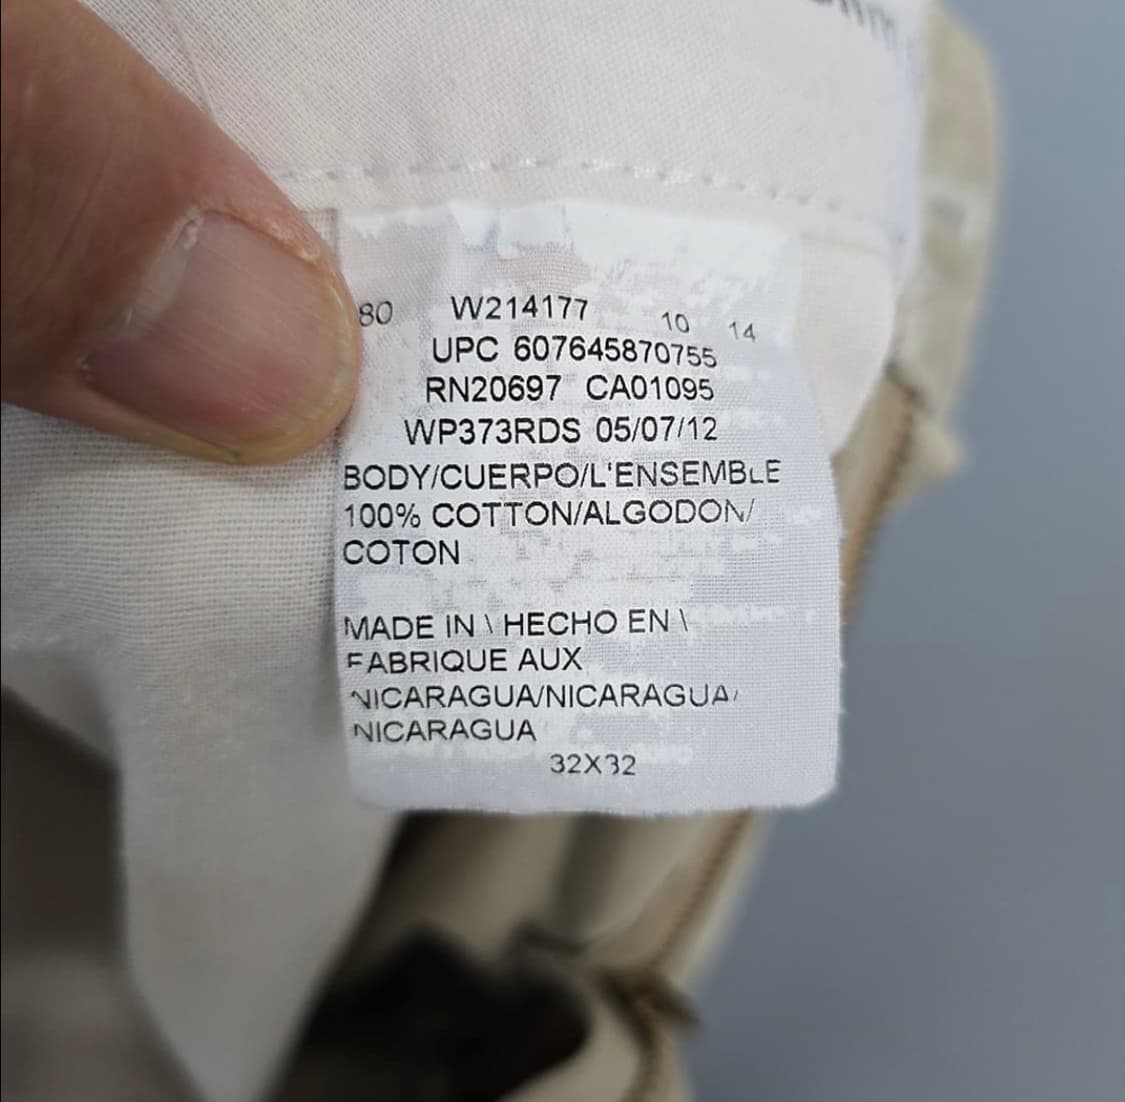 80 W214177 10 14
UPC 607645870755
RN20697 CA01095
WP373RDS 05/07/12
BODY/CUERPO/L'ENSEMBLE
100% COTTON/ALGODON/
COTON
MADE IN \ HECHO EN \
FABRIQUE AUX
NICARAGUA/NICARAGUA/
NICARAGUA
32X32